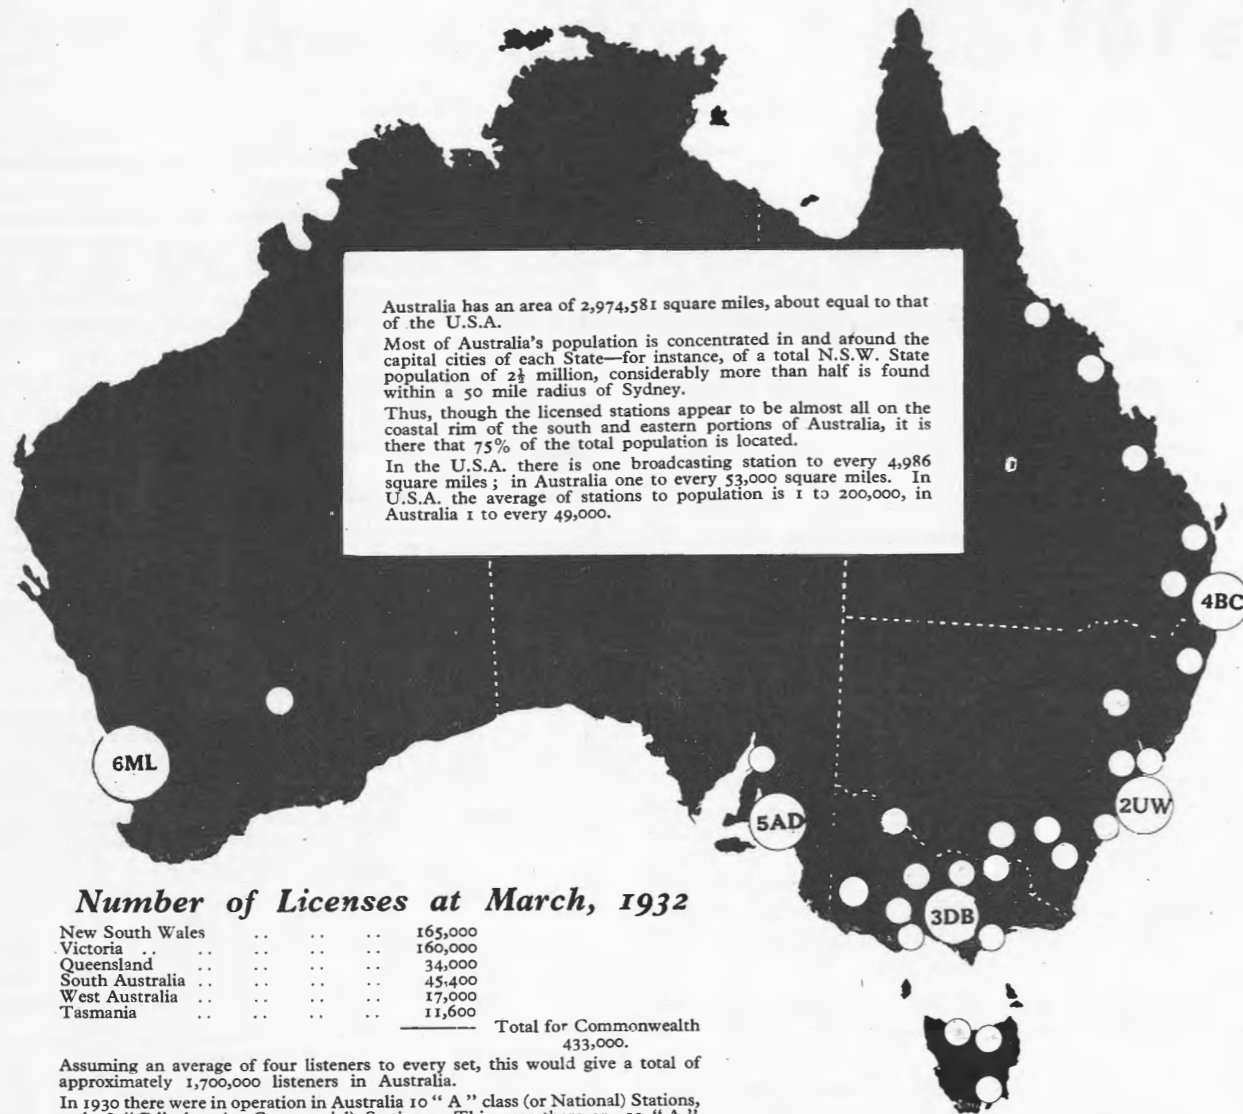 Australia has an area of 2,974,581 square miles, about equal to that
of the U.S.A.
Most of Australia's population is concentrated in and around the
capital cities of each State—for instance, of a total N.S.W. State
population of 2½ million, considerably more than half is found
within a 50 mile radius of Sydney.
Thus, though the licensed stations appear to be almost all on the
coastal rim of the south and eastern portions of Australia, it is
there that 75% of the total population is located.
In the U.S.A. there is one broadcasting station to every 4,986
square miles ; in Australia one to every 53,000 square miles. In
U.S.A. the average of stations to population is 1 to 200,000, in
Australia 1 to every 49,000.
4BC
6ML
2UW
5AD
3DB
Number of Licenses at March, 1932
New South Wales .. .. .. 165,000
Victoria .. .. .. .. 160,000
Queensland .. .. .. .. 34,000
South Australia .. .. .. .. 45,400
West Australia .. .. .. .. 17,000
Tasmania .. .. .. .. 11,600
Total for Commonwealth
433,000.
Assuming an average of four listeners to every set, this would give a total of
approximately 1,700,000 listeners in Australia.
In 1930 there were in operation in Australia 10 " A " class (or National) Stations,